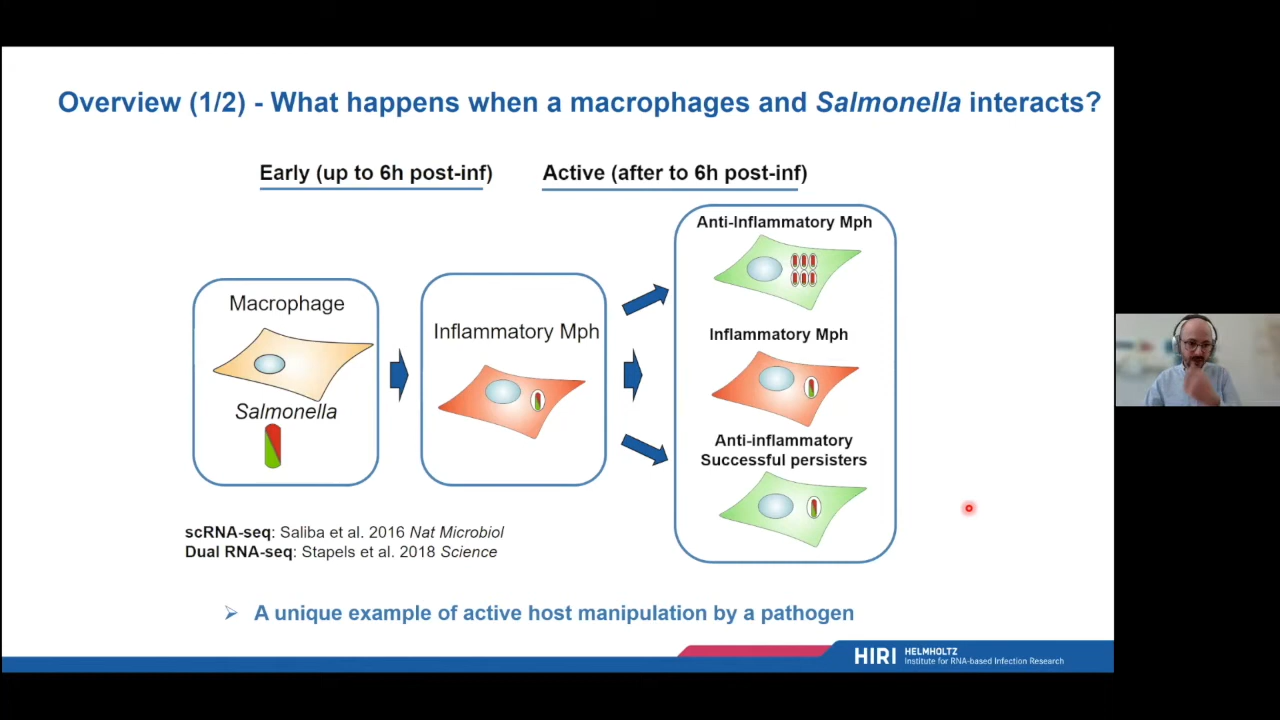 Overview (1/2) - What happens when a macrophages and Salmonella interacts?
Early (up to 6h post-inf)
Active (after to 6h post-inf)
Macrophage
Salmonella
Inflammatory Mph
Anti-Inflammatory Mph
Inflammatory Mph
Anti-inflammatory
Successful persisters
scRNA-seq: Saliba et al. 2016 Nat Microbiol
Dual RNA-seq: Stapels et al. 2018 Science
➢ A unique example of active host manipulation by a pathogen
HIRI
HELMHOLTZ
Institute for RNA-based Infection Research